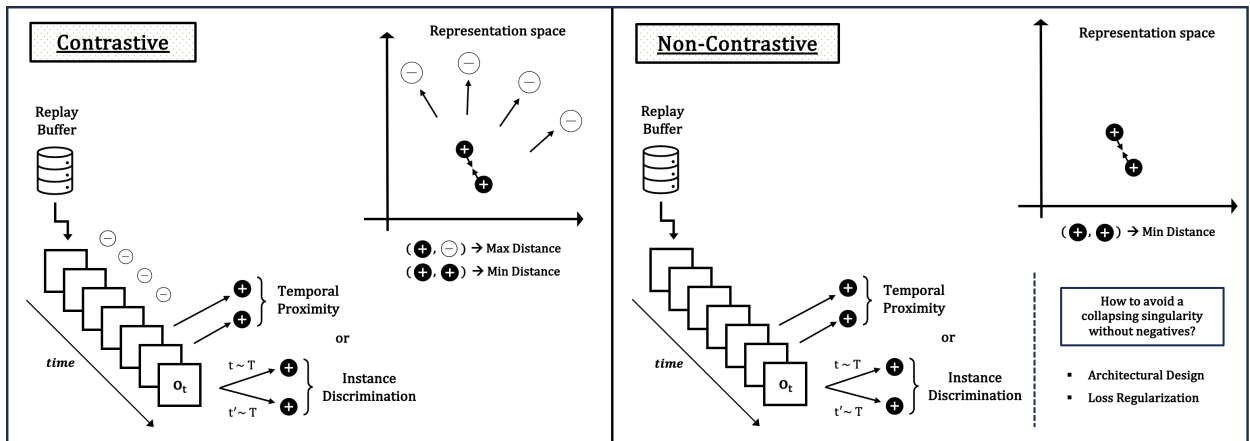 Contrastive
Representation space
Replay
Buffer
−
−
−
−
+
+
( +, − ) → Max Distance
( +, + ) → Min Distance
−
−
−
−
+
+
Temporal
Proximity
or
time
t ~ T
t′~ T
+
+
Instance
Discrimination
Oₜ
Non-Contrastive
Representation space
Replay
Buffer
+
+
( +, + ) → Min Distance
+
+
Temporal
Proximity
or
time
t ~ T
t′~ T
+
+
Instance
Discrimination
Oₜ
How to avoid a
collapsing singularity
without negatives?
▪ Architectural Design
▪ Loss Regularization